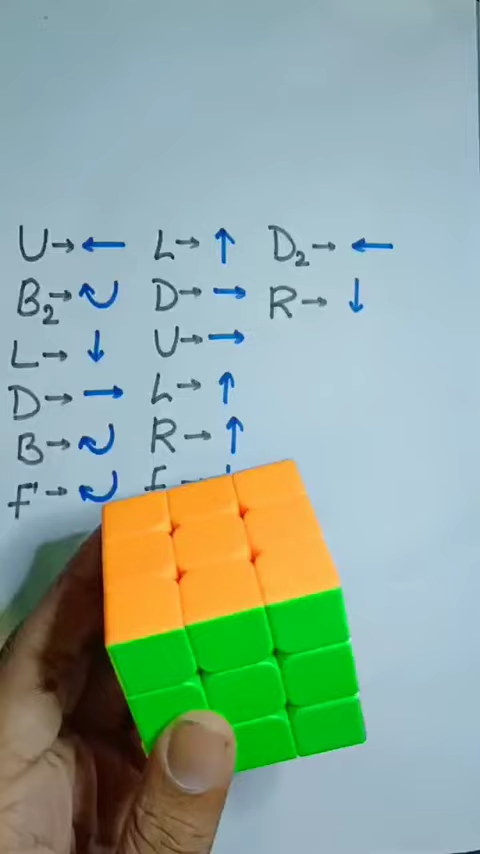 U→←
B₂→↶
L→↓
D→→
B→↶
F'→↶
L→↑
D→→
U→→
L→↑
R→↑
D₂→←
R→↓